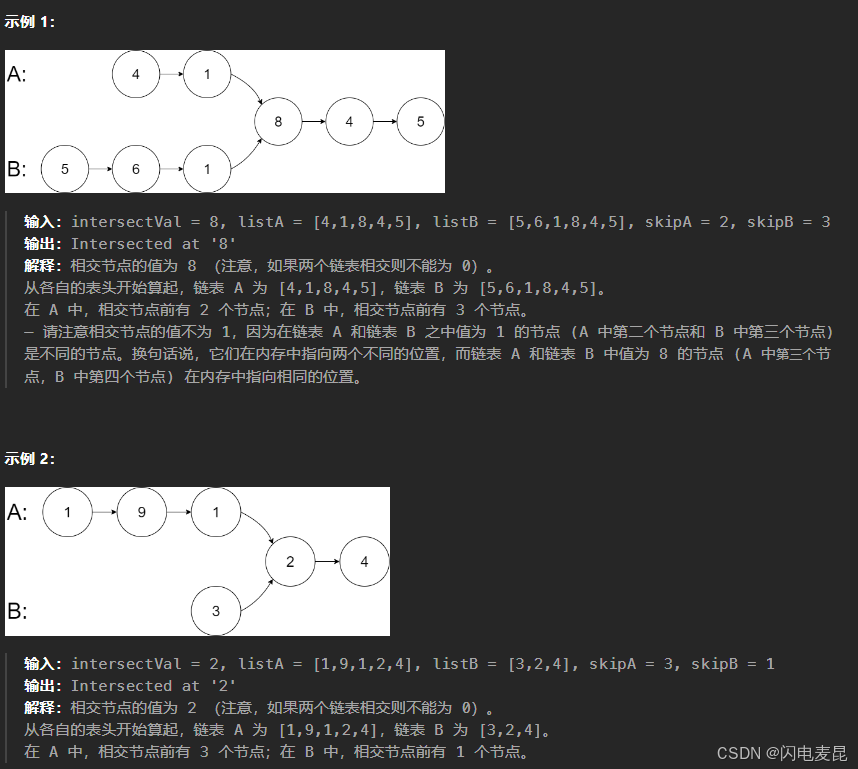 示例 1：
A: 4 1
8 4 5
B: 5 6 1
输入：intersectVal = 8, listA = [4,1,8,4,5], listB = [5,6,1,8,4,5], skipA = 2, skipB = 3
输出：Intersected at '8'
解释：相交节点的值为 8 （注意，如果两个链表相交则不能为 0）。
从各自的表头开始算起，链表 A 为 [4,1,8,4,5]，链表 B 为 [5,6,1,8,4,5]。
在 A 中，相交节点前有 2 个节点；在 B 中，相交节点前有 3 个节点。
— 请注意相交节点的值不为 1，因为在链表 A 和链表 B 之中值为 1 的节点 (A 中第二个节点和 B 中第三个节点)
是不同的节点。换句话说，它们在内存中指向两个不同的位置，而链表 A 和链表 B 中值为 8 的节点 (A 中第三个节
点，B 中第四个节点) 在内存中指向相同的位置。
示例 2：
A: 1 9 1
2 4
B: 3
输入：intersectVal = 2, listA = [1,9,1,2,4], listB = [3,2,4], skipA = 3, skipB = 1
输出：Intersected at '2'
解释：相交节点的值为 2 （注意，如果两个链表相交则不能为 0）。
从各自的表头开始算起，链表 A 为 [1,9,1,2,4]，链表 B 为 [3,2,4]。
在 A 中，相交节点前有 3 个节点；在 B 中，相交节点前有 1 个节点。
CSDN @闪电麦昆